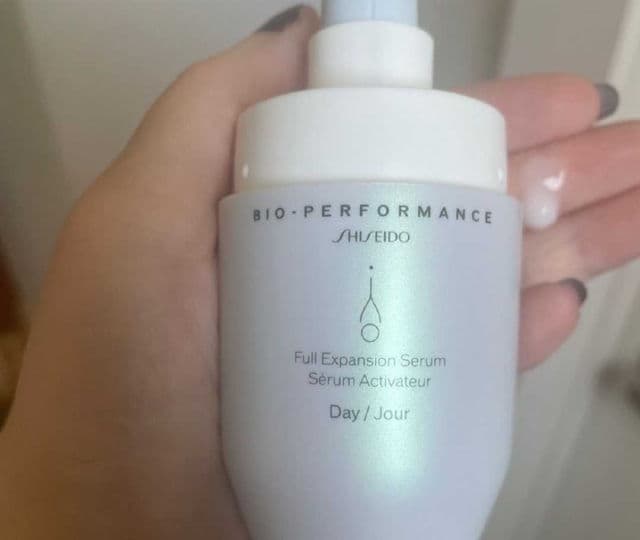 BIO-PERFORMANCE
SHISEIDO
Full Expansion Serum
Sérum Activateur
Day / Jour